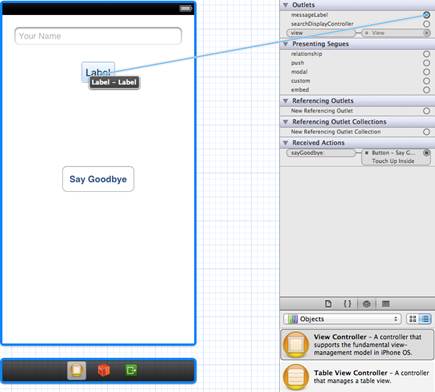 Your Name
Label
Label – Label
Say Goodbye
Outlets
messageLabel
searchDisplayController
view
View
Presenting Segues
relationship
push
modal
custom
embed
Referencing Outlets
New Referencing Outlet
Referencing Outlet Collections
New Referencing Outlet Collection
Received Actions
sayGoodbye:
Button – Say G...
Touch Up Inside
Objects
View Controller – A controller that
supports the fundamental view-
management model in iPhone OS.
Table View Controller – A controller
that manages a table view.